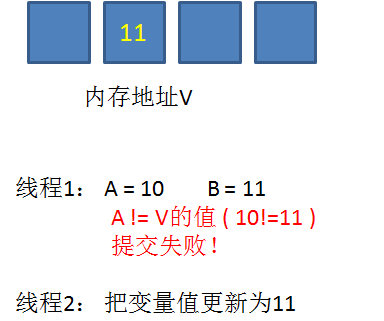 11
内存地址V
线程1： A = 10 B = 11
A != V的值 ( 10!=11 )
提交失败！
线程2： 把变量值更新为11